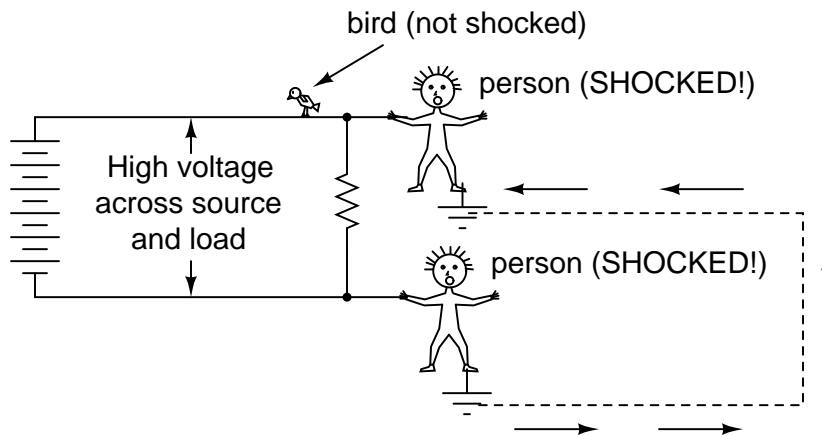 bird (not shocked)
person (SHOCKED!)
High voltage
across source
and load
person (SHOCKED!)